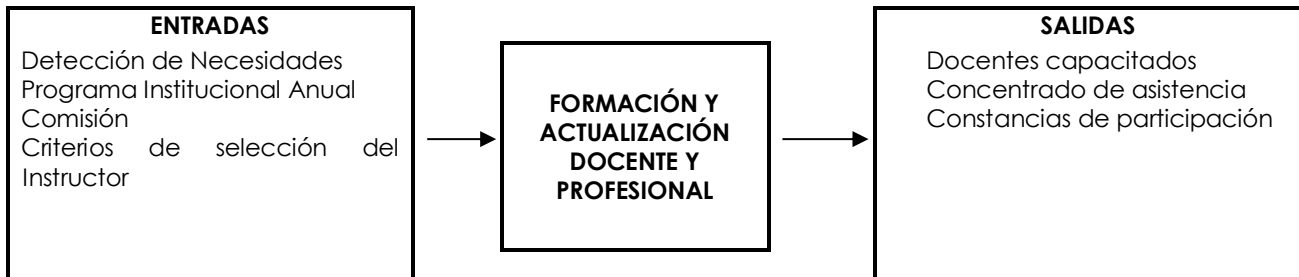 ENTRADAS
Detección de Necesidades
Programa Institucional Anual
Comisión
Criterios de selección del
Instructor
FORMACIÓN Y
ACTUALIZACIÓN
DOCENTE Y
PROFESIONAL
SALIDAS
Docentes capacitados
Concentrado de asistencia
Constancias de participación